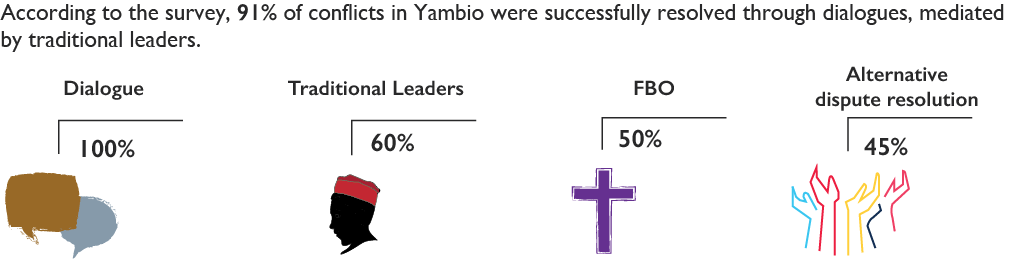 According to the survey, 91% of conflicts in Yambio were successfully resolved through dialogues, mediated
by traditional leaders.
Dialogue
100%
Traditional Leaders
60%
FBO
50%
Alternative
dispute resolution
45%